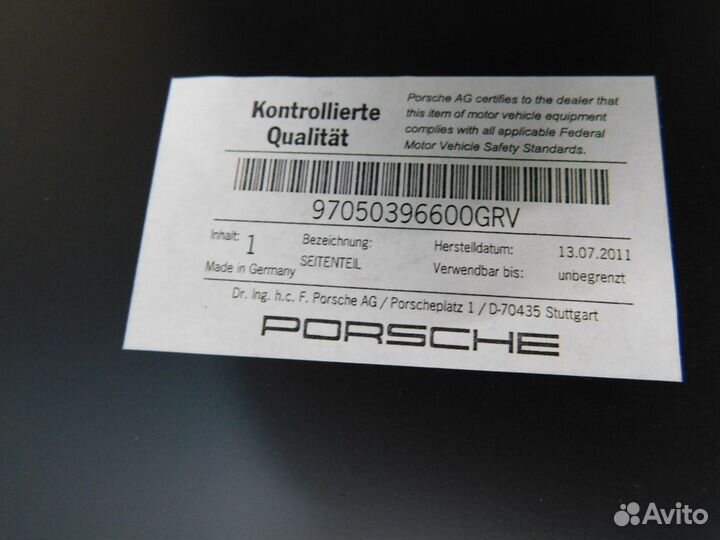 Kontrollierte
Qualität
Porsche AG certifies to the dealer that
this item of motor vehicle equipment
complies with all applicable Federal
Motor Vehicle Safety Standards.
97050396600GRV
Inhalt: 1
Made in Germany
Bezeichnung:
SEITENTEIL
Herstelldatum: 13.07.2011
Verwendbar bis: unbegrenzt
Dr. Ing. h.c. F. Porsche AG / Porscheplatz 1 / D-70435 Stuttgart
PORSCHE
Avito